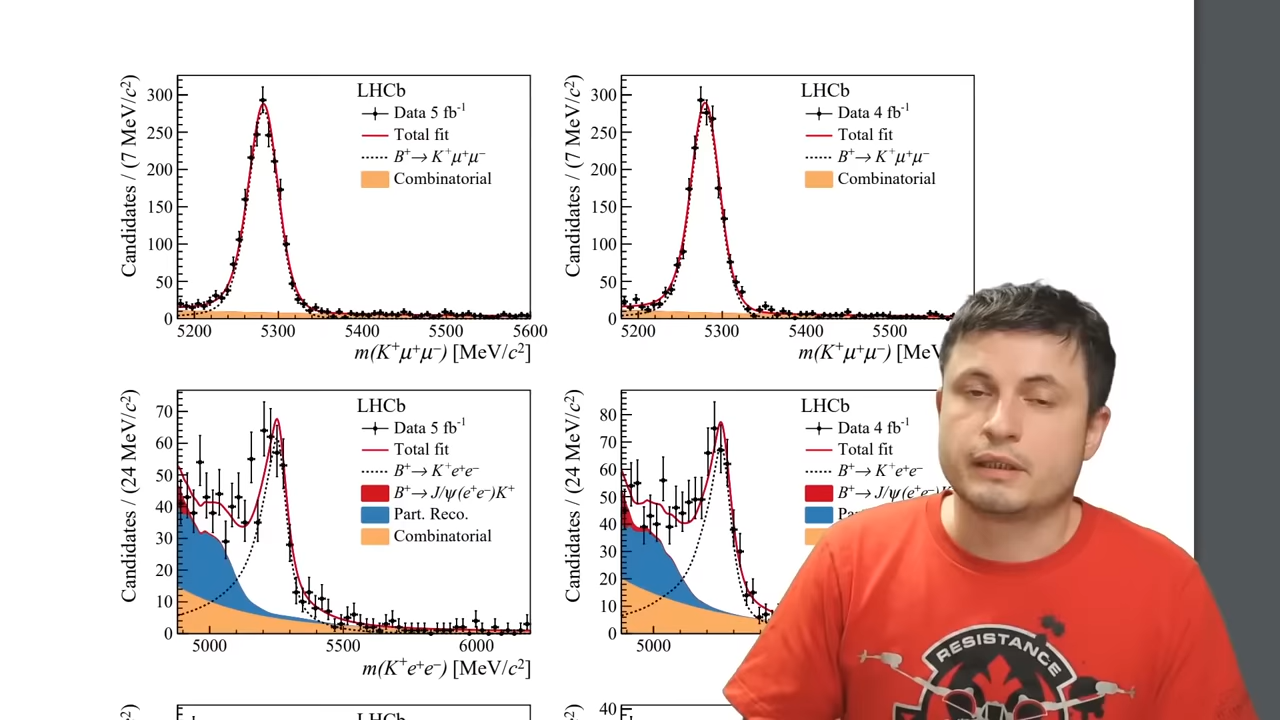 LHCb
Data 5 fb-1
Total fit
B+→ K+μ+μ−
Combinatorial
Candidates / (7 MeV/c2)
300
250
200
150
100
50
0
5200 5300 5400 5500 5600
m(K+μ+μ−) [MeV/c2]
LHCb
Data 4 fb-1
Total fit
B+→ K+μ+μ−
Combinatorial
Candidates / (7 MeV/c2)
300
250
200
150
100
50
0
5200 5300 5400 5500
m(K+μ+μ−) [MeV
LHCb
Data 5 fb-1
Total fit
B+→ K+e+e−
B+→ J/ψ(e+e−)K+
Part. Reco.
Combinatorial
Candidates / (24 MeV/c2)
70
60
50
40
30
20
10
0
5000 5500 6000
m(K+e+e−) [MeV/c2]
LHCb
Data 4 fb-1
Total fit
B+→ K+e+e−
B+→ J/ψ(e+e−)K
Part
Candidates / (24 MeV/c2)
80
70
60
50
40
30
20
10
0
5000
LHCb
40
RESISTANCE